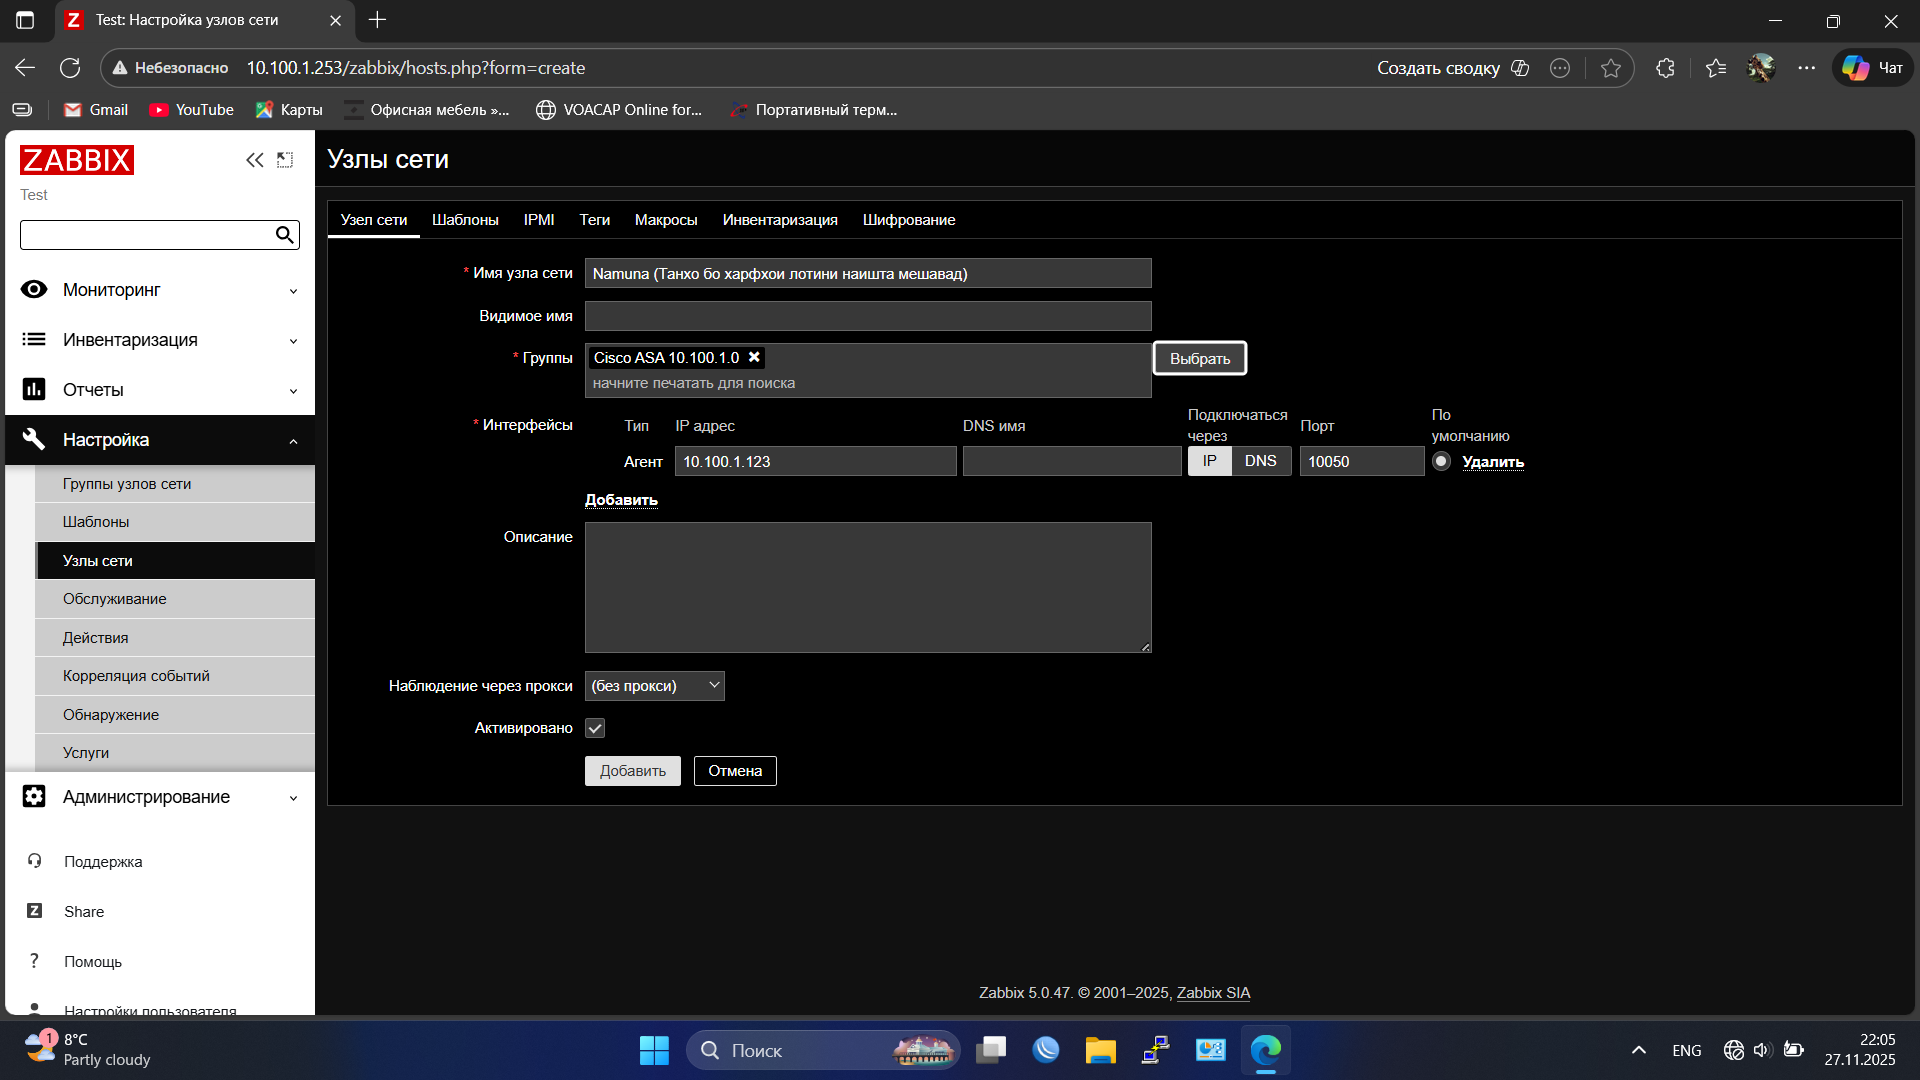 Test: Настройка узлов сети
Небезопасно 10.100.1.253/zabbix/hosts.php?form=create
Создать сводку
Чат
Gmail
YouTube
Карты
Офисная мебель »...
VOACAP Online for...
Портативный терм...
ZABBIX
Test
Мониторинг
Инвентаризация
Отчеты
Настройка
Группы узлов сети
Шаблоны
Узлы сети
Обслуживание
Действия
Корреляция событий
Обнаружение
Услуги
Администрирование
Поддержка
Share
Помощь
Настройки пользователя
Узлы сети
Узел сети Шаблоны IPMI Теги Макросы Инвентаризация Шифрование
* Имя узла сети Namuna (Танхо бо харфхои лотини наишта мешавад)
Видимое имя
* Группы Cisco ASA 10.100.1.0 Выбрать
начните печатать для поиска
* Интерфейсы Тип IP адрес DNS имя Подключаться через Порт По умолчанию
Агент 10.100.1.123 IP DNS 10050 Удалить
Добавить
Описание
Наблюдение через прокси (без прокси)
Активировано
Добавить Отмена
Zabbix 5.0.47. © 2001–2025, Zabbix SIA
1
8°C
Partly cloudy
Поиск
ENG
22:05
27.11.2025